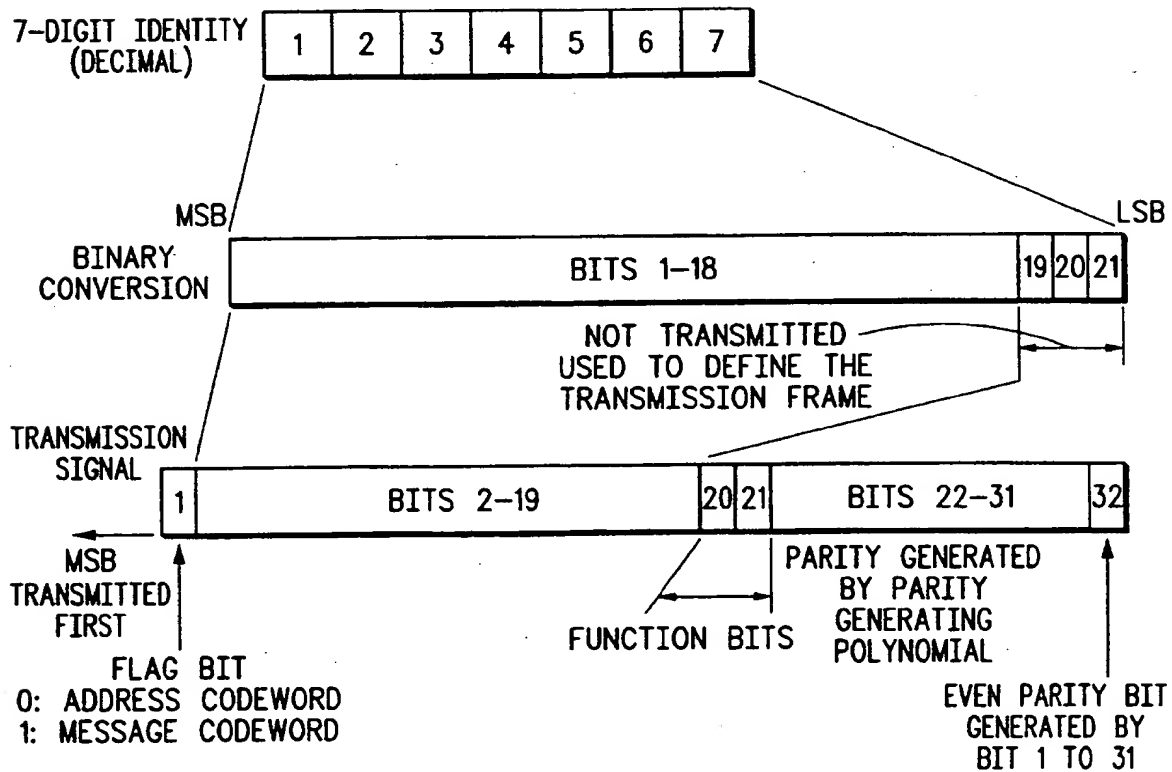 7-DIGIT IDENTITY
(DECIMAL)
1 2 3 4 5 6 7
MSB
LSB
BINARY
CONVERSION
BITS 1-18
19 20 21
NOT TRANSMITTED
USED TO DEFINE THE
TRANSMISSION FRAME
TRANSMISSION
SIGNAL
1
BITS 2-19
20 21
BITS 22-31
32
MSB
TRANSMITTED
FIRST
FUNCTION BITS
PARITY GENERATED
BY PARITY
GENERATING
POLYNOMIAL
FLAG BIT
0: ADDRESS CODEWORD
1: MESSAGE CODEWORD
EVEN PARITY BIT
GENERATED BY
BIT 1 TO 31